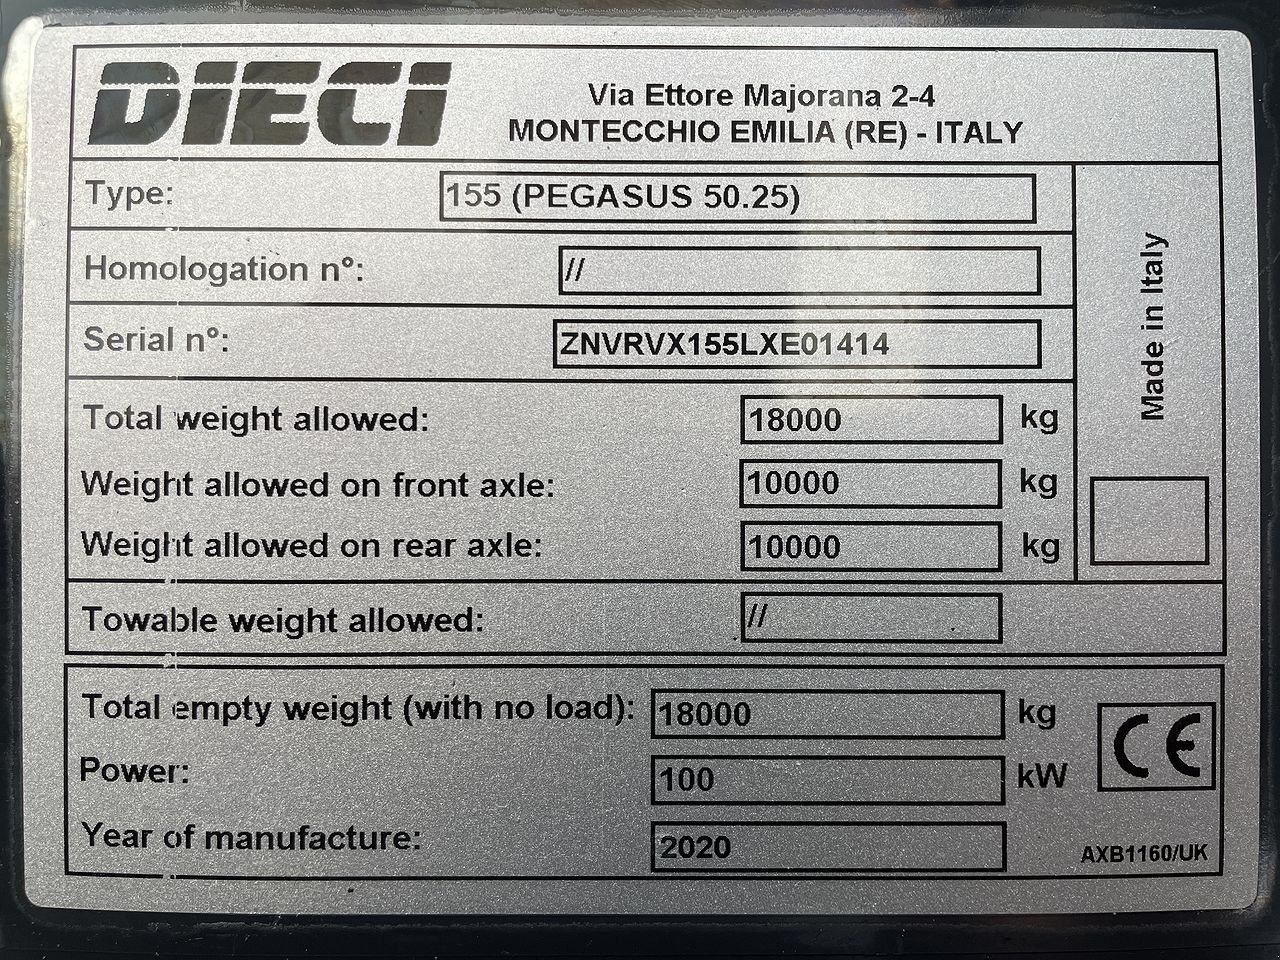 DIECI
Via Ettore Majorana 2-4
MONTECCHIO EMILIA (RE) - ITALY
Type: 155 (PEGASUS 50.25)
Homologation n°: //
Serial n°: ZNVRVX155LXE01414
Made in Italy
Total weight allowed: 18000 kg
Weight allowed on front axle: 10000 kg
Weight allowed on rear axle: 10000 kg
Towable weight allowed: //
Total empty weight (with no load): 18000 kg
Power: 100 kW
CE
Year of manufacture: 2020
AXB1160/UK